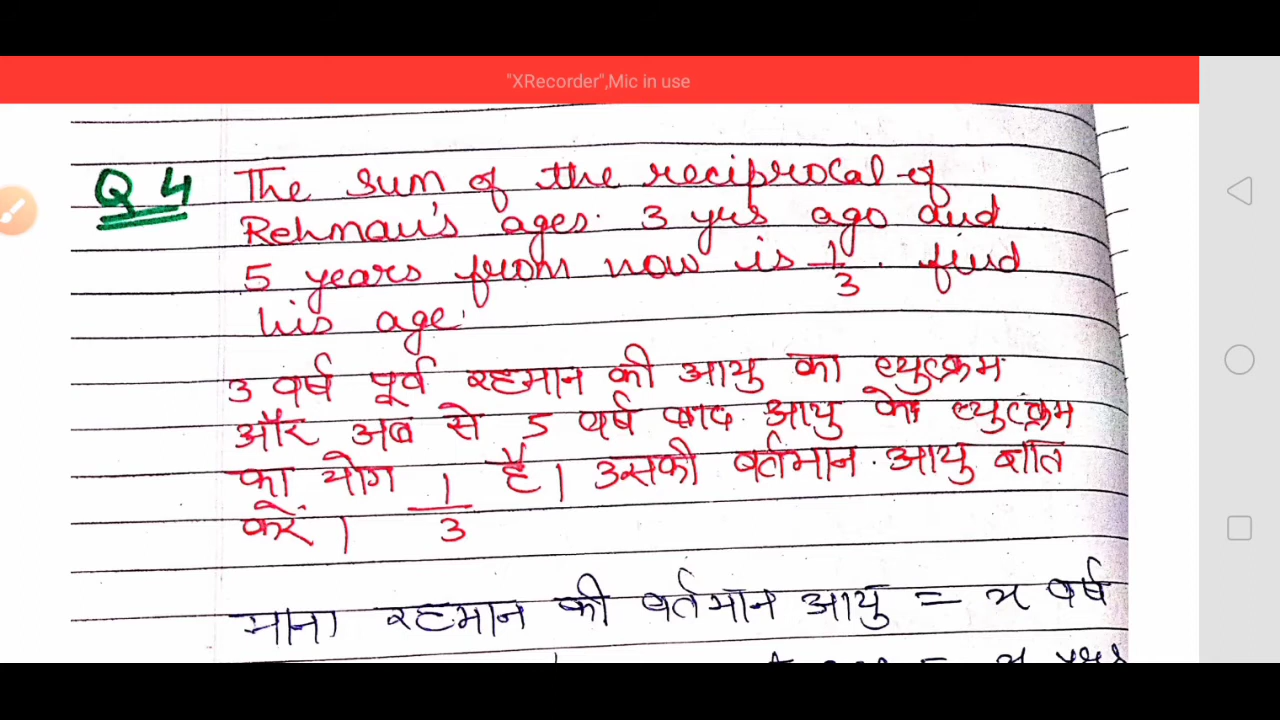 "XRecorder",Mic in use
Q 4 The sum of the reciprocal of
Rehman's ages. 3 yrs ago and
5 years from now is 1/3. find
his age.
3 वर्ष पूर्व रहमान की आयु का व्युत्क्रम
और अब से 5 वर्ष बाद आयु के व्युत्क्रम
का योग 1/3 है। उसकी वर्तमान आयु ज्ञात
करें।
माना रहमान की वर्तमान आयु = x वर्ष